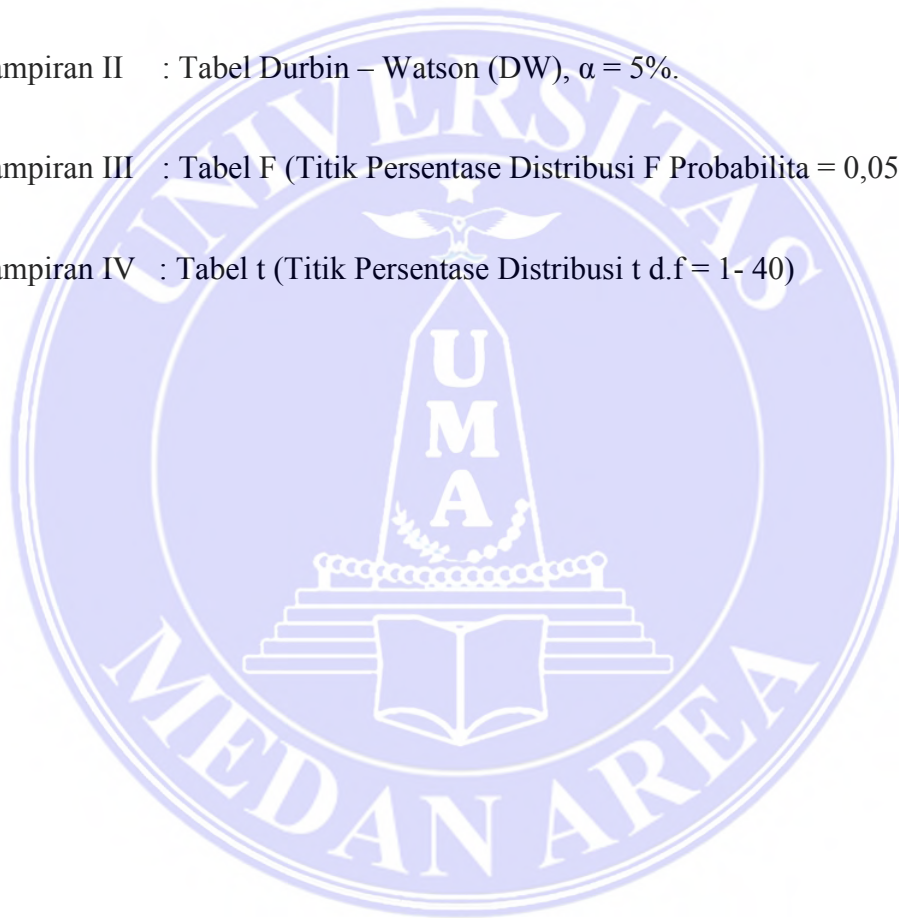 ampiran II : Tabel Durbin – Watson (DW), α = 5%.
ampiran III : Tabel F (Titik Persentase Distribusi F Probabilita = 0,05
ampiran IV : Tabel t (Titik Persentase Distribusi t d.f = 1- 40)
UNIVERSITAS
U
M
A
MEDAN AREA